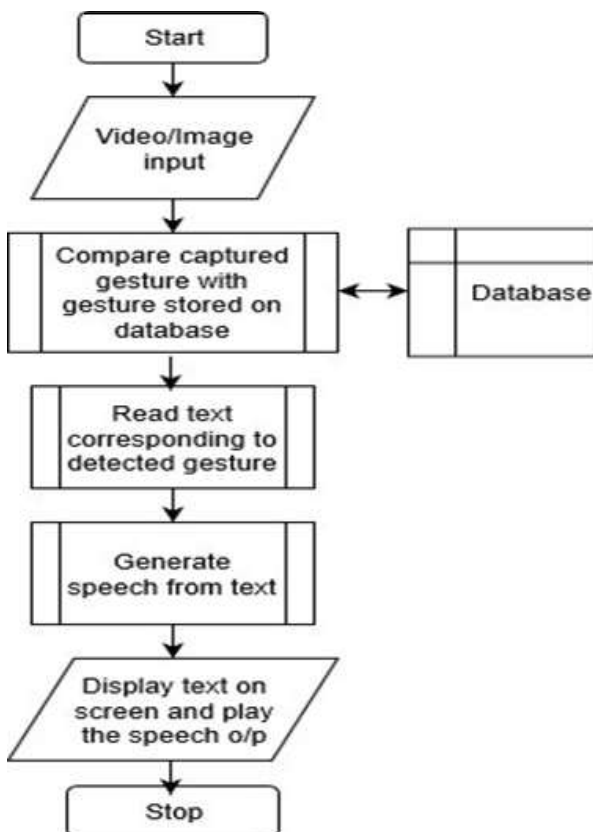 Start
Video/Image
input
Compare captured
gesture with
gesture stored on
database
Database
Read text
corresponding to
detected gesture
Generate
speech from text
Display text on
screen and play
the speech o/p
Stop